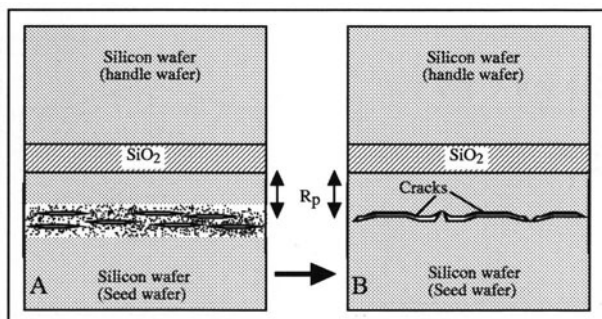 Silicon wafer
(handle wafer)
SiO2
A
Silicon wafer
(Seed wafer)
Rp
Silicon wafer
(handle wafer)
SiO2
Cracks
B
Silicon wafer
(Seed wafer)